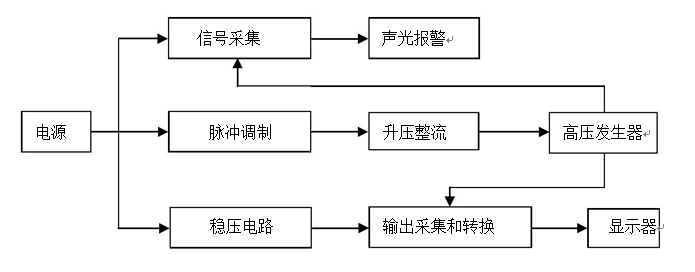 信号采集
声光报警
电源
脉冲调制
升压整流
高压发生器
稳压电路
输出采集和转换
显示器